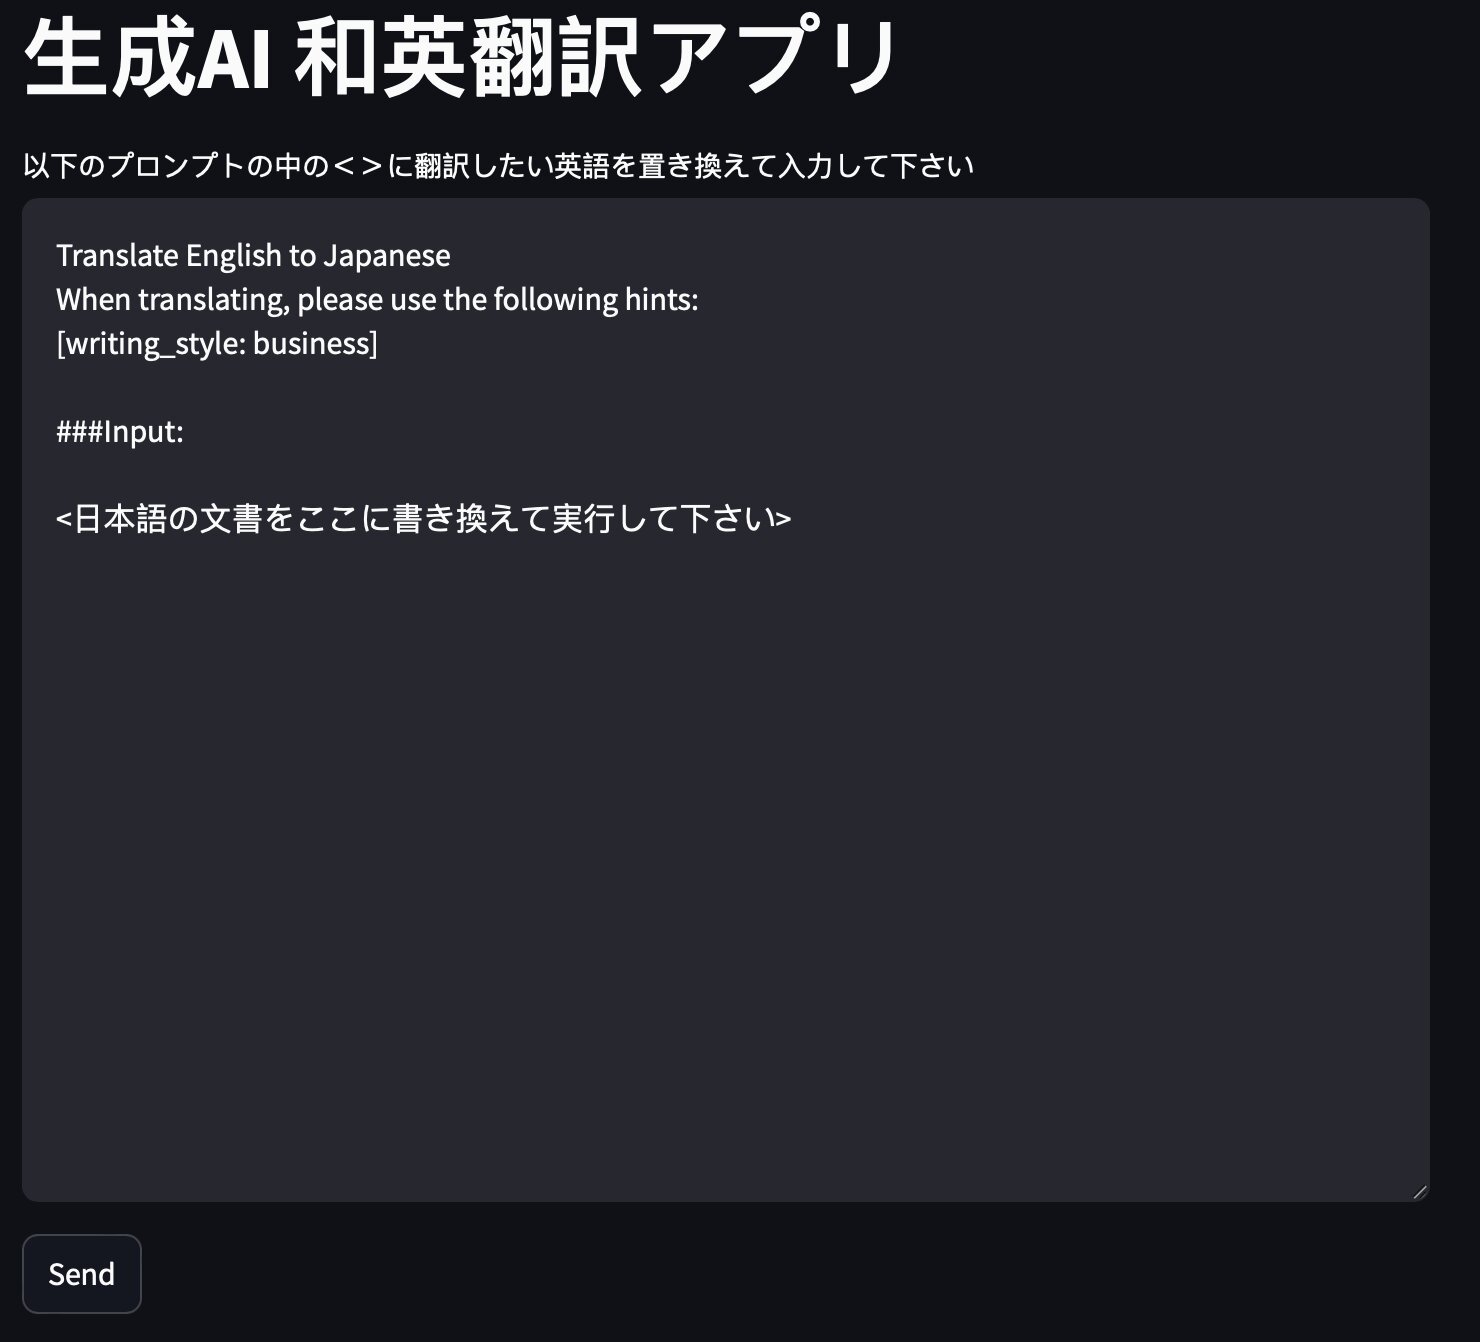 生成AI 和英翻訳アプリ
以下のプロンプトの中の＜＞に翻訳したい英語を置き換えて入力して下さい
Translate English to Japanese
When translating, please use the following hints:
[writing_style: business]
###Input:
<日本語の文書をここに書き換えて実行して下さい>
Send